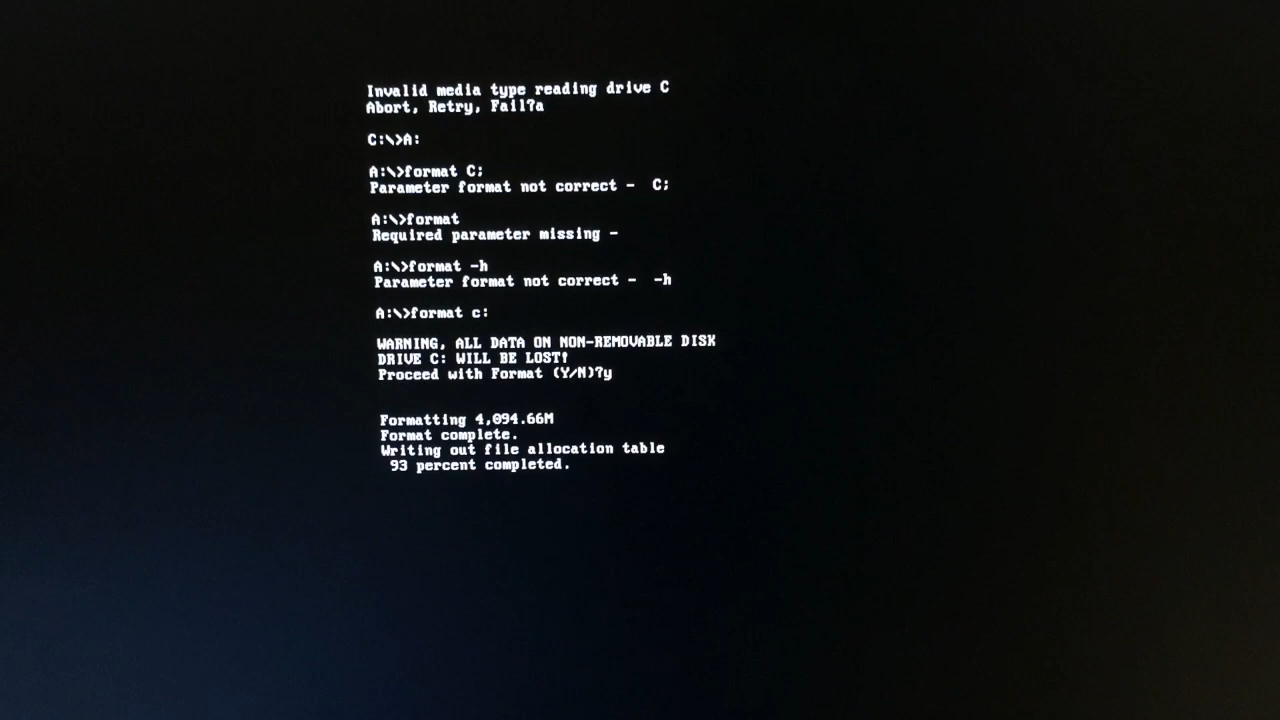 Invalid media type reading drive C
Abort, Retry, Fail?a
C:\>A:
A:\>format C;
Parameter format not correct -  C;
A:\>format
Required parameter missing -
A:\>format -h
Parameter format not correct -  -h
A:\>format c:
WARNING, ALL DATA ON NON-REMOVABLE DISK
DRIVE C: WILL BE LOST!
Proceed with Format (Y/N)?y
Formatting 4,094.66M
Format complete.
Writing out file allocation table
 93 percent completed.